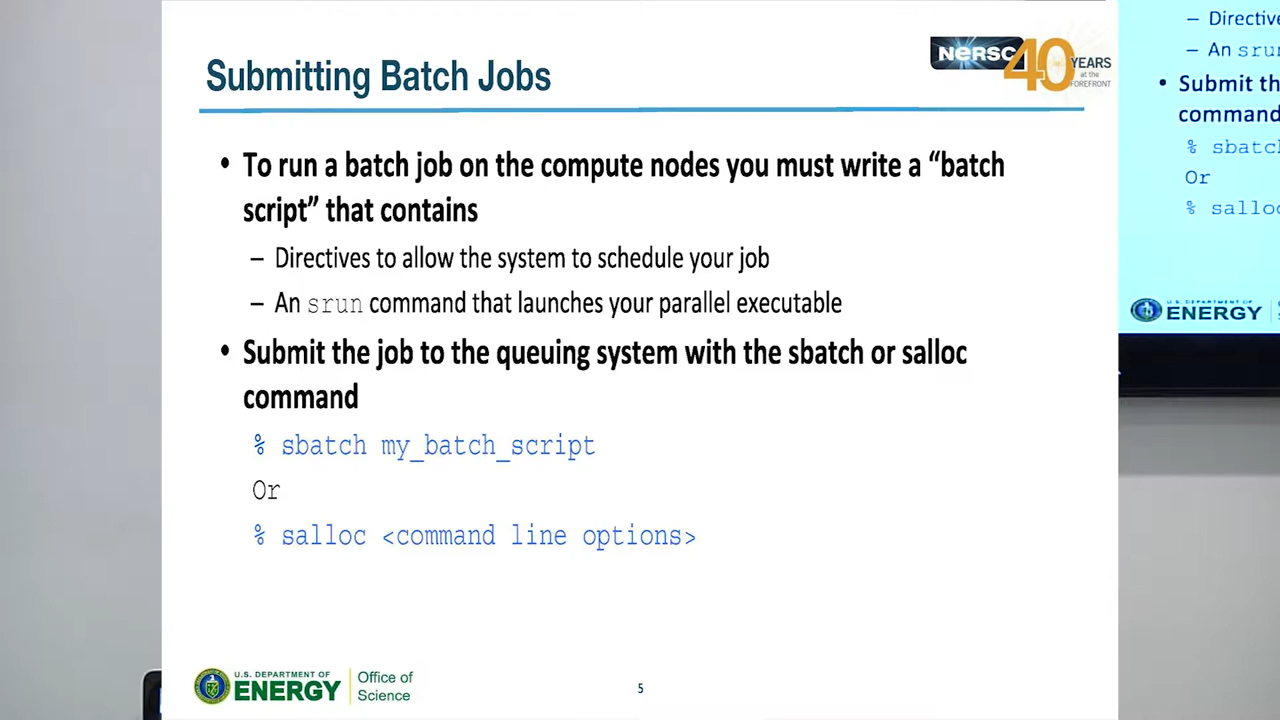 Submitting Batch Jobs
NERSC 40 YEARS
at the
FOREFRONT
• To run a batch job on the compute nodes you must write a “batch
script” that contains
– Directives to allow the system to schedule your job
– An srun command that launches your parallel executable
• Submit the job to the queuing system with the sbatch or salloc
command
% sbatch my_batch_script
Or
% salloc <command line options>
U.S. DEPARTMENT OF
ENERGY
Office of
Science
5
– Directive
– An srun
• Submit th
command
% sbatch
Or
% salloc
U.S. DEPARTMENT OF
ENERGY